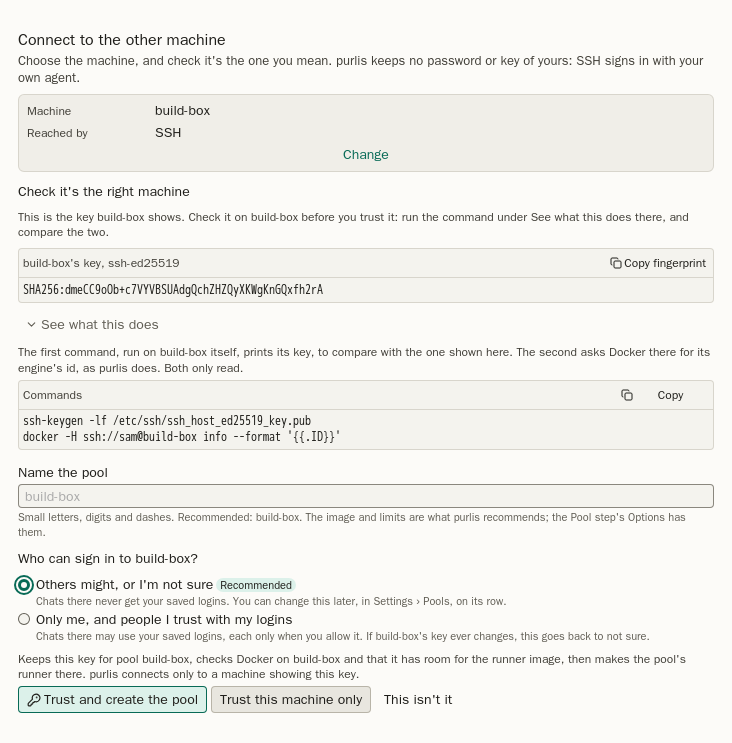 Connect to the other machine
Choose the machine, and check it's the one you mean. purlis keeps no password or key of yours: SSH signs in with your
own agent.
Machine build-box
Reached by SSH
Change
Check it's the right machine
This is the key build-box shows. Check it on build-box before you trust it: run the command under See what this does there, and
compare the two.
build-box's key, ssh-ed25519 Copy fingerprint
SHA256:dmeCC9oOb+c7VYVBSUAdgQchZHZQyXKWgKnGQxfh2rA
See what this does
The first command, run on build-box itself, prints its key, to compare with the one shown here. The second asks Docker there for its
engine's id, as purlis does. Both only read.
Commands Copy
ssh-keygen -lf /etc/ssh/ssh_host_ed25519_key.pub
docker -H ssh://sam@build-box info --format '{{.ID}}'
Name the pool
build-box
Small letters, digits and dashes. Recommended: build-box. The image and limits are what purlis recommends; the Pool step's Options has
them.
Who can sign in to build-box?
Others might, or I'm not sure Recommended
Chats there never get your saved logins. You can change this later, in Settings › Pools, on its row.
Only me, and people I trust with my logins
Chats there may use your saved logins, each only when you allow it. If build-box's key ever changes, this goes back to not sure.
Keeps this key for pool build-box, checks Docker on build-box and that it has room for the runner image, then makes the pool's
runner there. purlis connects only to a machine showing this key.
Trust and create the pool Trust this machine only This isn't it